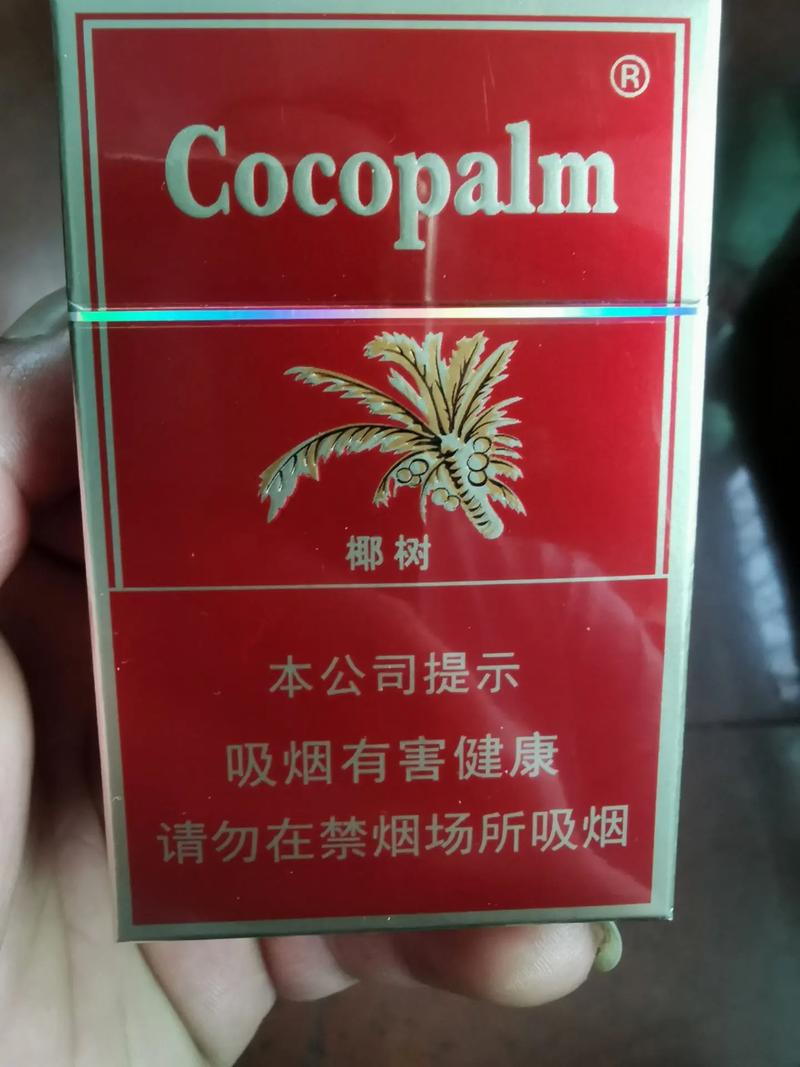 ®
Cocopalm
椰树
本公司提示
吸烟有害健康
请勿在禁烟场所吸烟